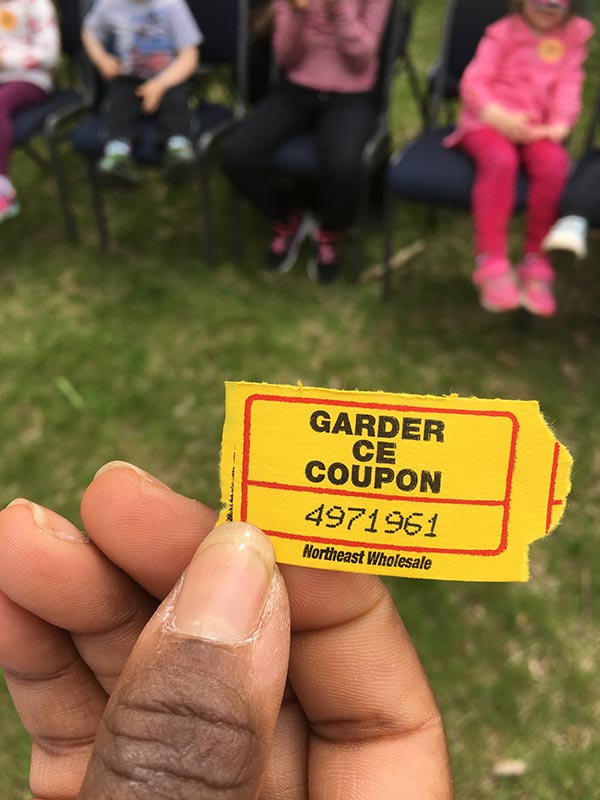 GARDER
CE
COUPON
4971961
Northeast Wholesale